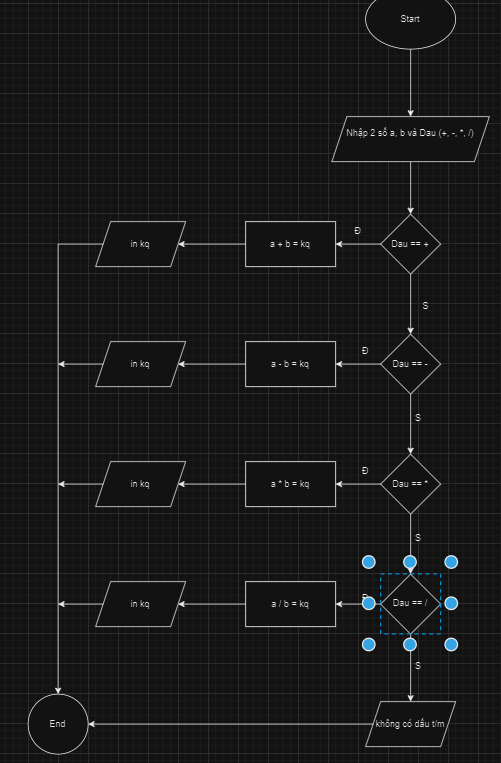 Start
Nhập 2 số a, b và Dau (+, -, *, /)
Đ
in kq
a + b = kq
Dau == +
S
Đ
in kq
a - b = kq
Dau == -
S
Đ
in kq
a * b = kq
Dau == *
S
in kq
a / b = kq
Dau == /
S
End
không có dấu t/m